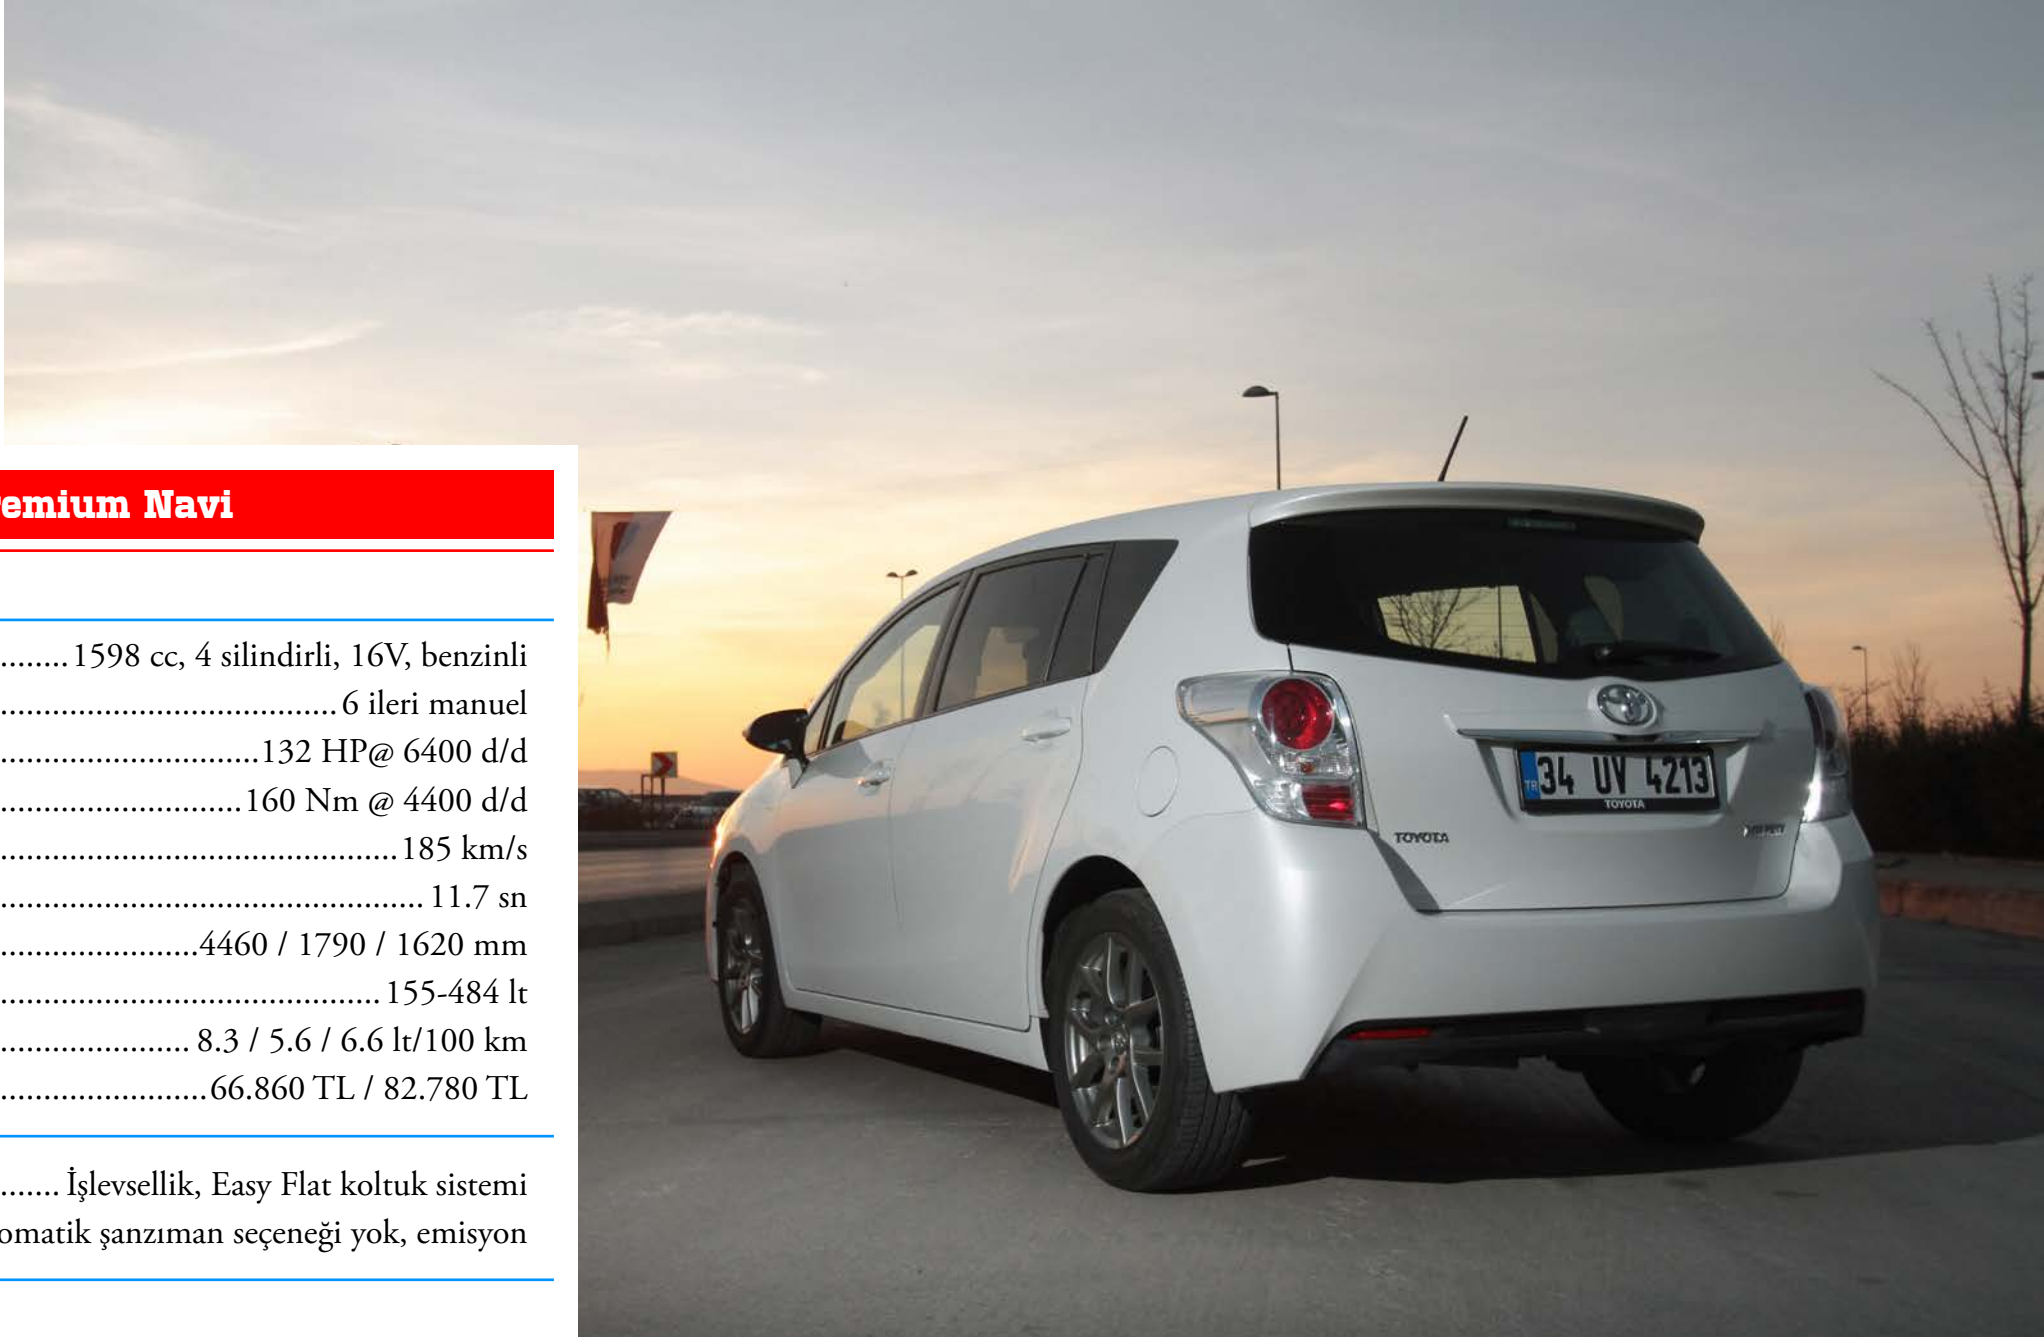 remium Navi
1598 cc, 4 silindirli, 16V, benzinli
6 ileri manuel
132 HP@ 6400 d/d
160 Nm @ 4400 d/d
185 km/s
11.7 sn
4460 / 1790 / 1620 mm
155-484 lt
8.3 / 5.6 / 6.6 lt/100 km
66.860 TL / 82.780 TL
İşlevsellik, Easy Flat koltuk sistemi
omatik şanzıman seçeneği yok, emisyon
TR 34 UV 4213
TOYOTA
TOYOTA